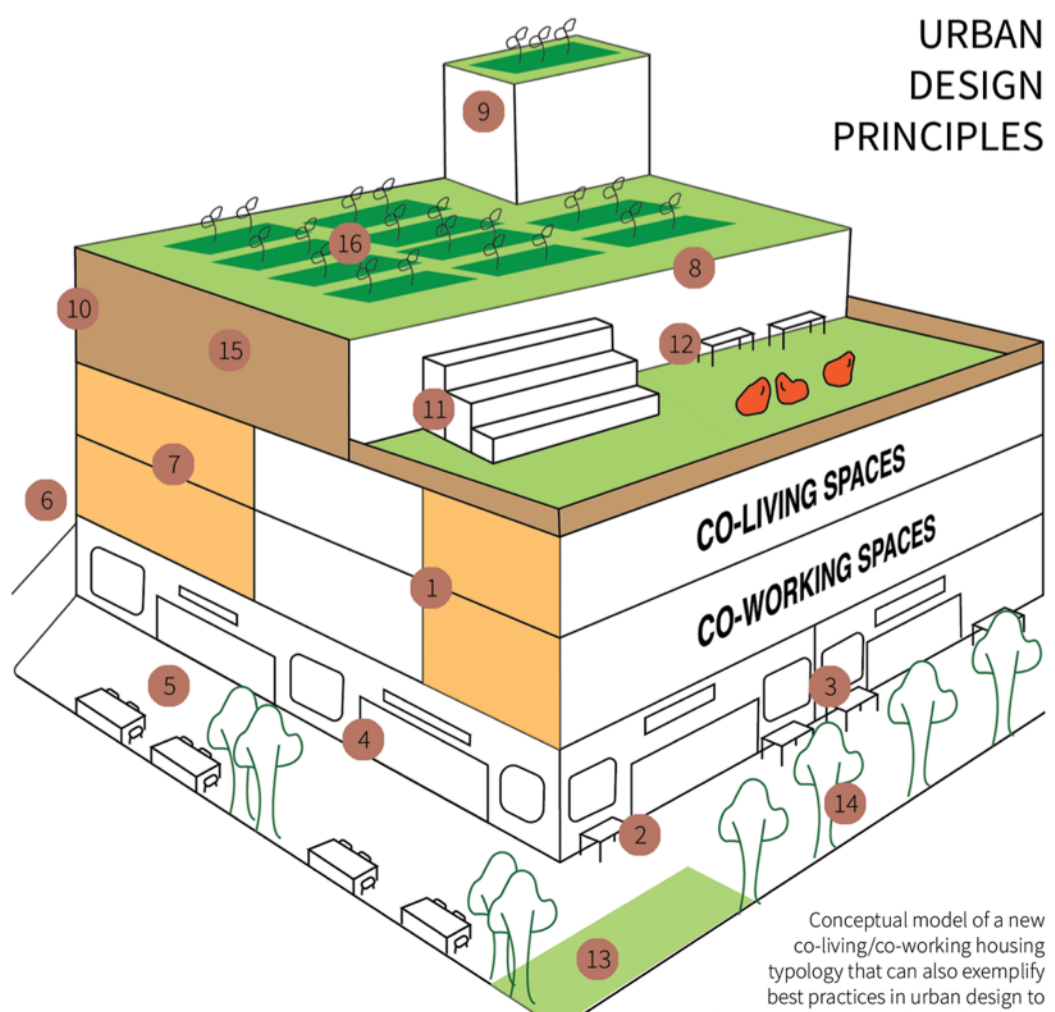 URBAN
DESIGN
PRINCIPLES
9
16
8
10
12
15
11
7
CO-LIVING SPACES
6
CO-WORKING SPACES
1
5
3
4
14
2
13
Conceptual model of a new
co-living/co-working housing
typology that can also exemplify
best practices in urban design to